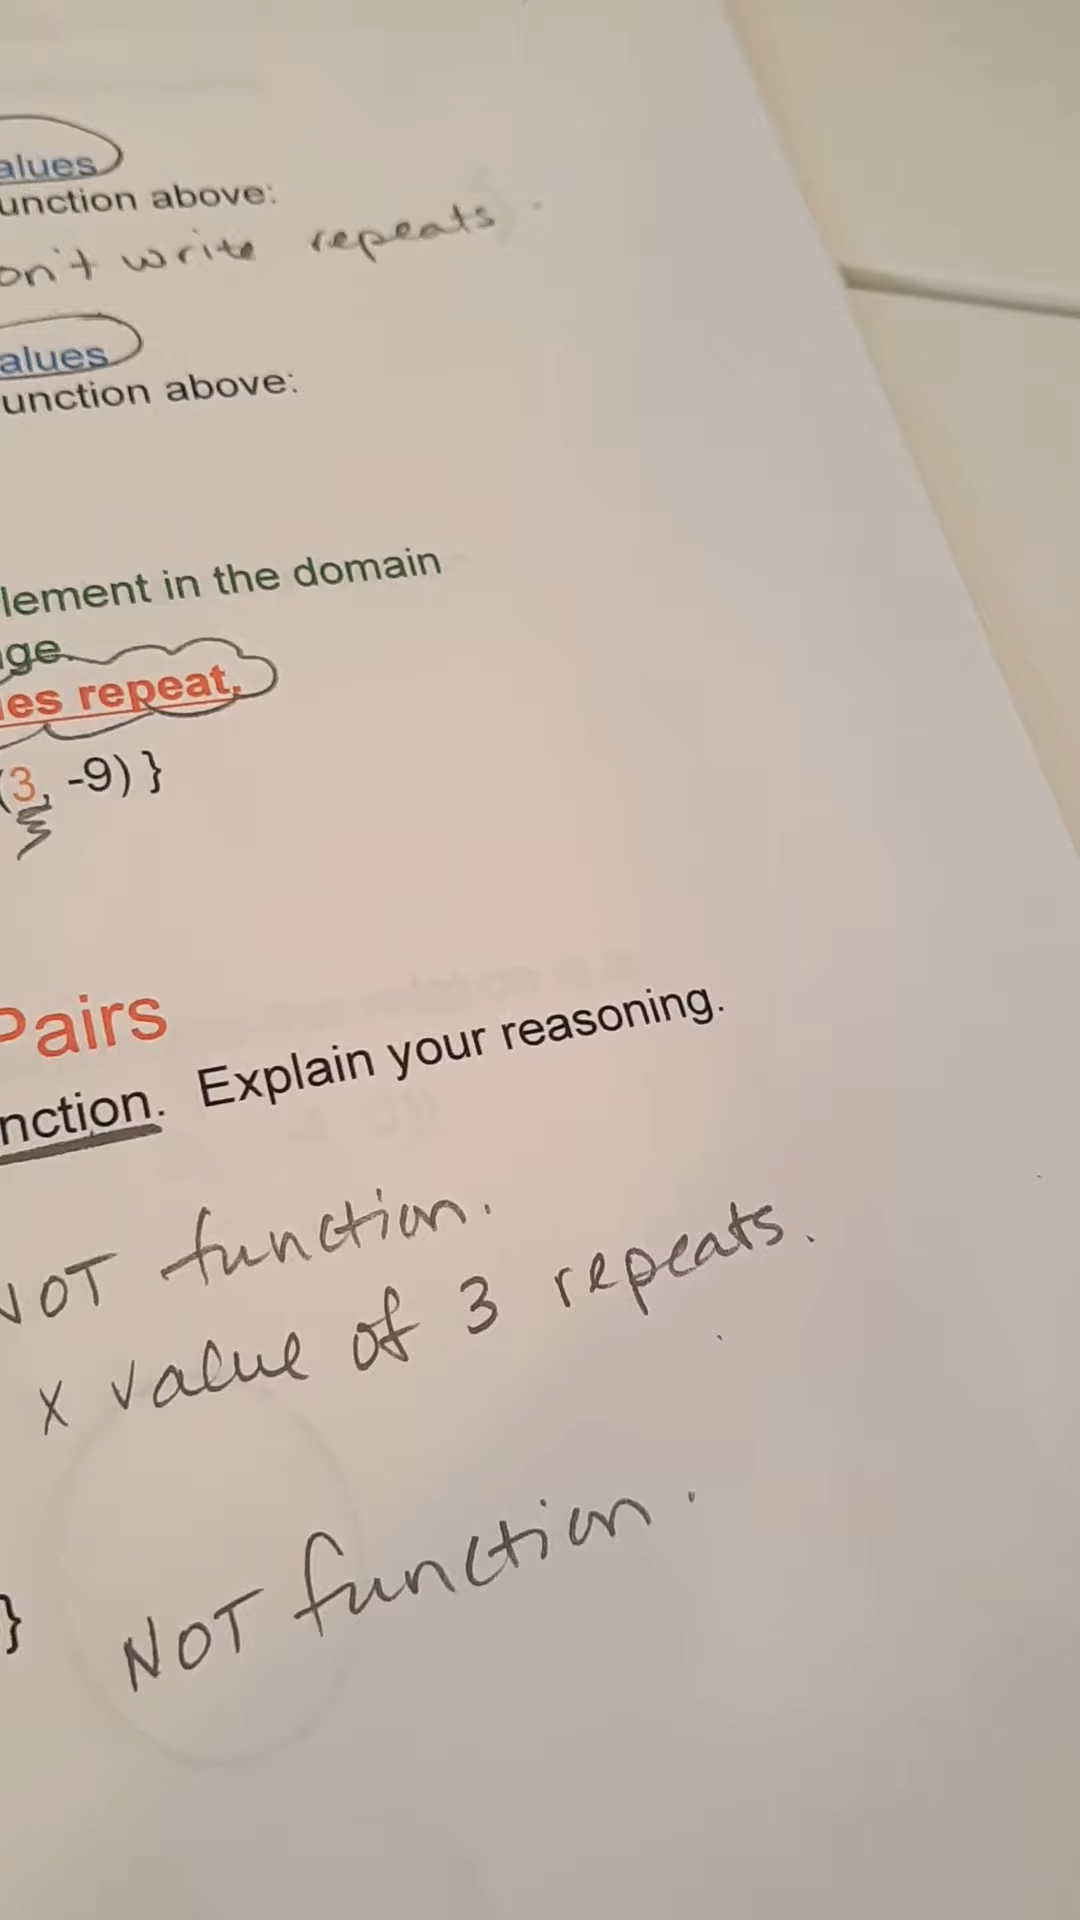 alues
unction above:
on't write repeats.
alues
unction above:
lement in the domain
ge.
es repeat.
(3, -9) }
Pairs
nction. Explain your reasoning.
NOT function.
x value of 3 repeats.
} NOT function.